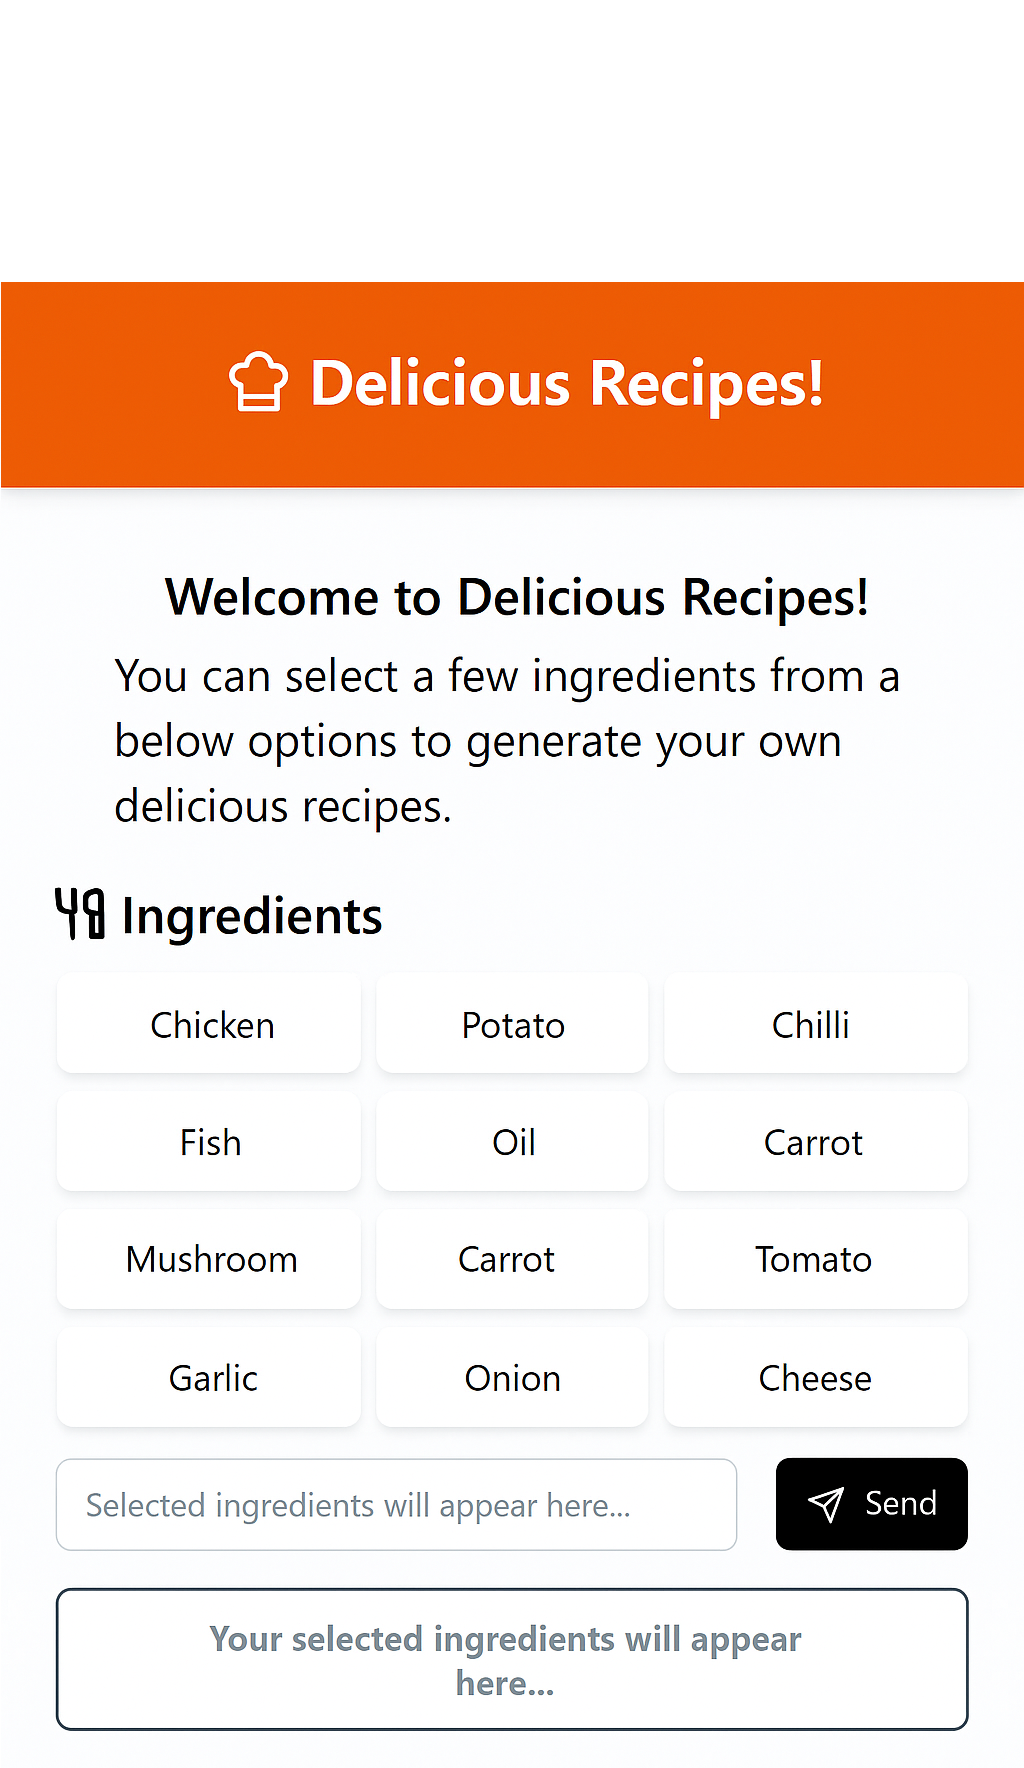 Delicious Recipes!
Welcome to Delicious Recipes!
You can select a few ingredients from a
below options to generate your own
delicious recipes.
Ingredients
Chicken Potato Chilli
Fish Oil Carrot
Mushroom Carrot Tomato
Garlic Onion Cheese
Selected ingredients will appear here... Send
Your selected ingredients will appear
here...